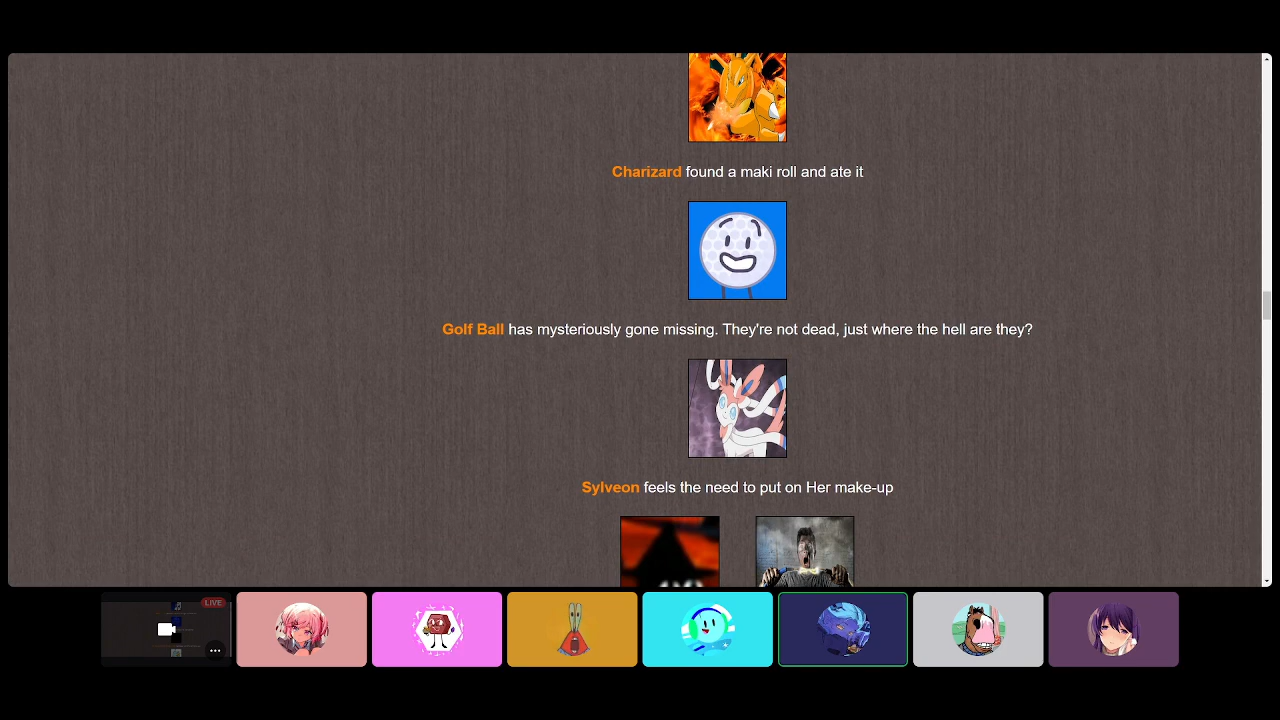 Charizard found a maki roll and ate it
Golf Ball has mysteriously gone missing. They're not dead, just where the hell are they?
Sylveon feels the need to put on Her make-up
LIVE